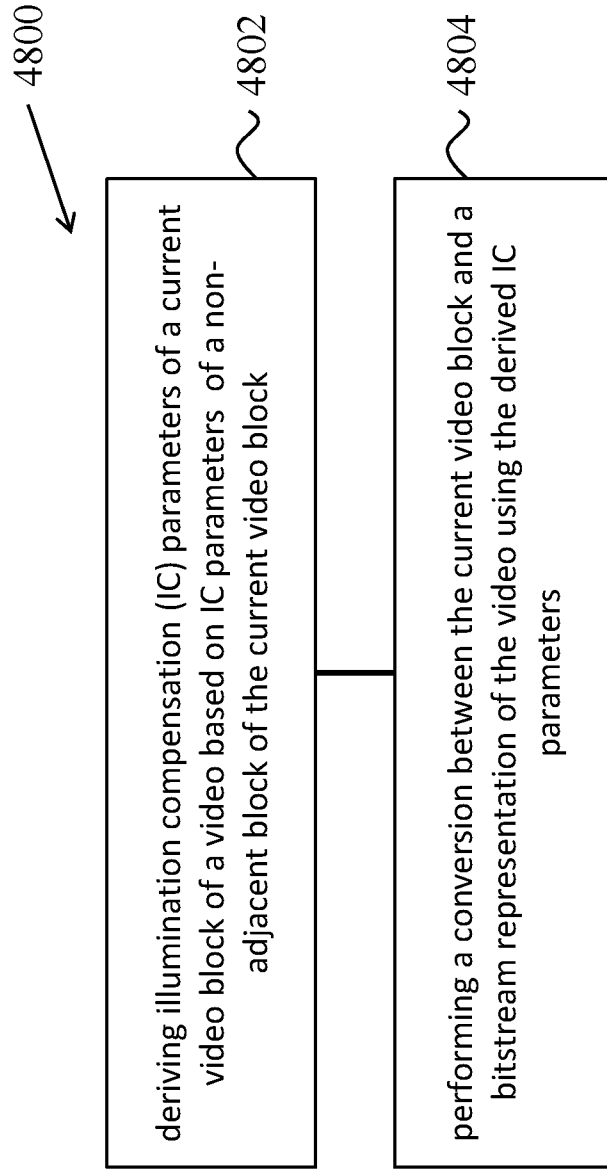 4800
deriving illumination compensation (IC) parameters of a current
video block of a video based on IC parameters of a non-
adjacent block of the current video block
4802
performing a conversion between the current video block and a
bitstream representation of the video using the derived IC
parameters
4804